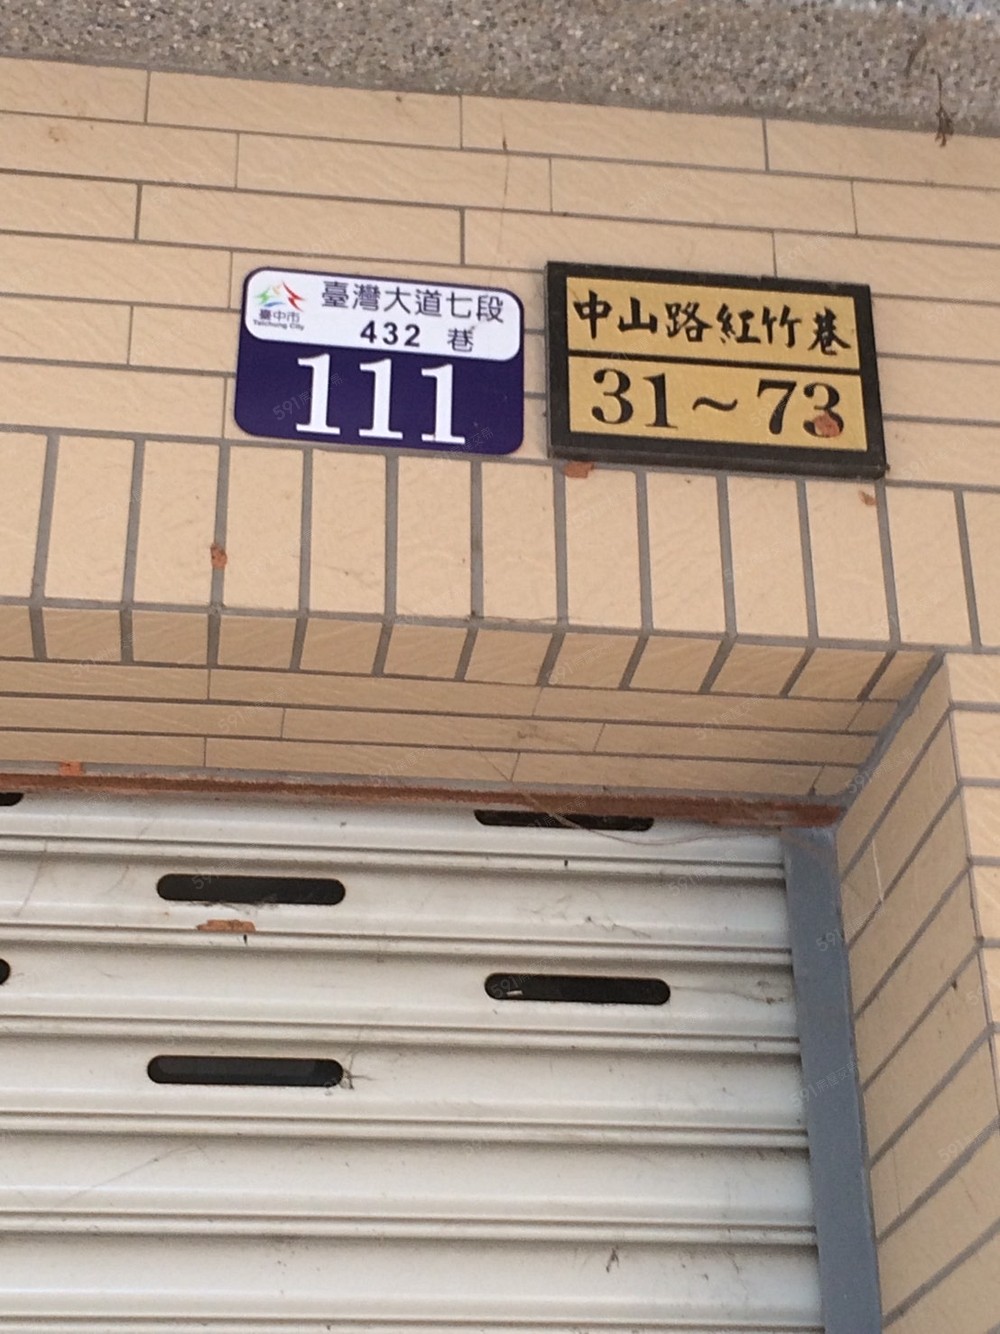 臺灣大道七段
臺中市
Taichung City
432 巷
111
中山路紅竹巷
31～73